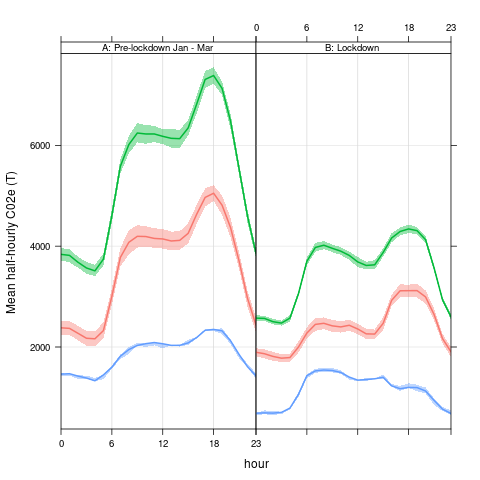 0 6 12 18 23
A: Pre-lockdown Jan - Mar B: Lockdown
6000
4000
2000
Mean half-hourly C02e (T)
0 6 12 18 23
hour